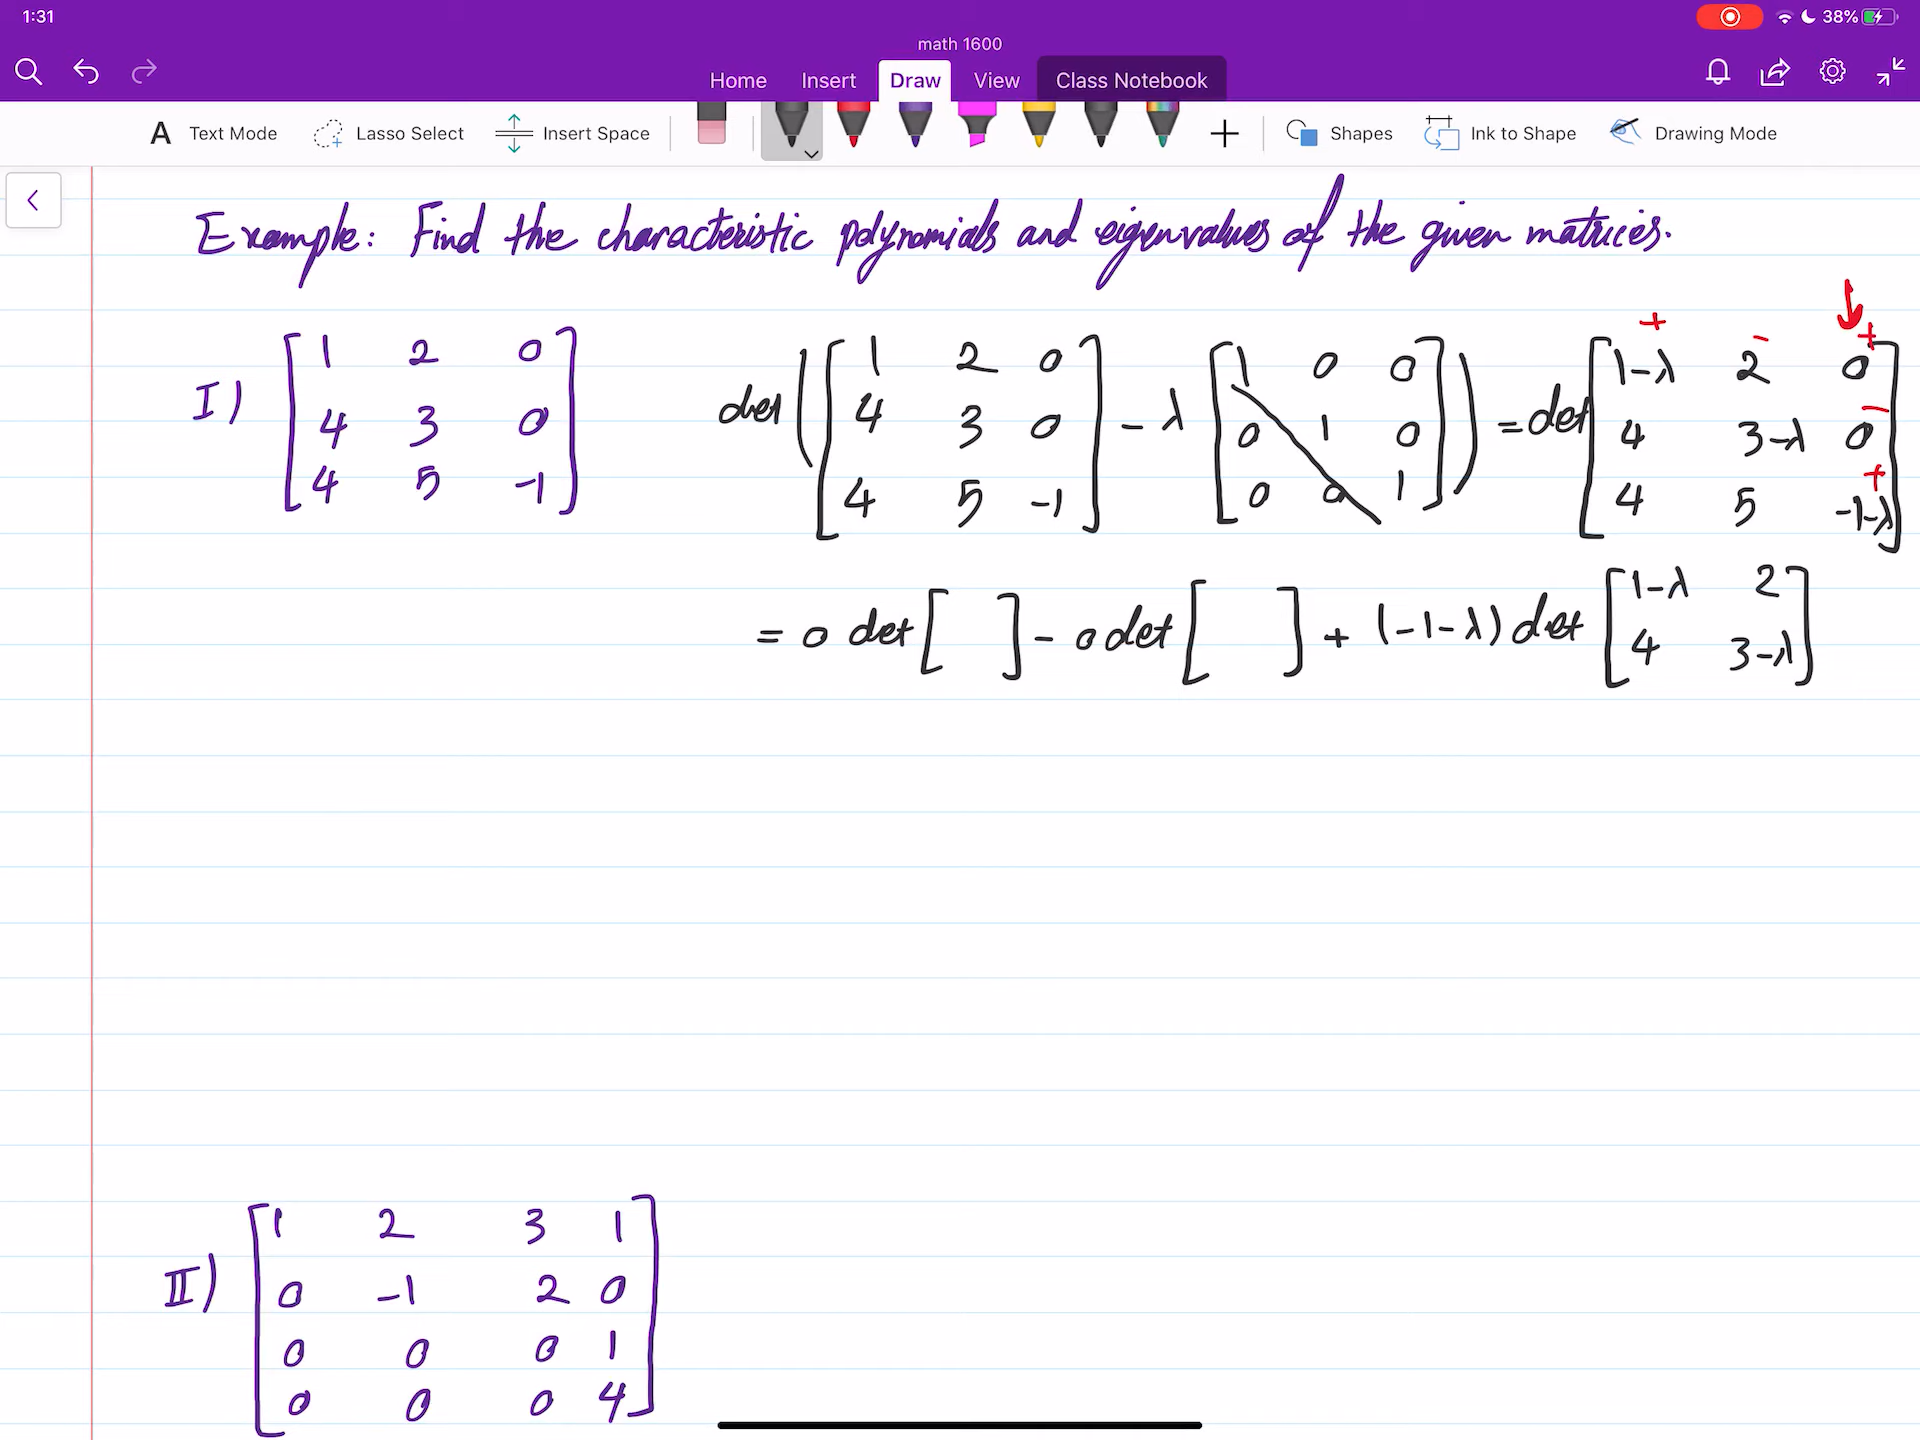 1:31
38%
math 1600
Home Insert Draw View Class Notebook
A Text Mode Lasso Select Insert Space Shapes Ink to Shape Drawing Mode
Example: Find the characteristic polynomials and eigenvalues of the given matrices.
I) [1 2 0; 4 3 0; 4 5 -1] det([1 2 0; 4 3 0; 4 5 -1] - λ[1 0 0; 0 1 0; 0 0 1]) = det[1-λ 2 0; 4 3-λ 0; 4 5 -1-λ]
+ - + - +
= 0 det[ ] - 0 det[ ] + (-1-λ) det[1-λ 2; 4 3-λ]
II) [1 2 3 1; 0 -1 2 0; 0 0 0 1; 0 0 0 4]